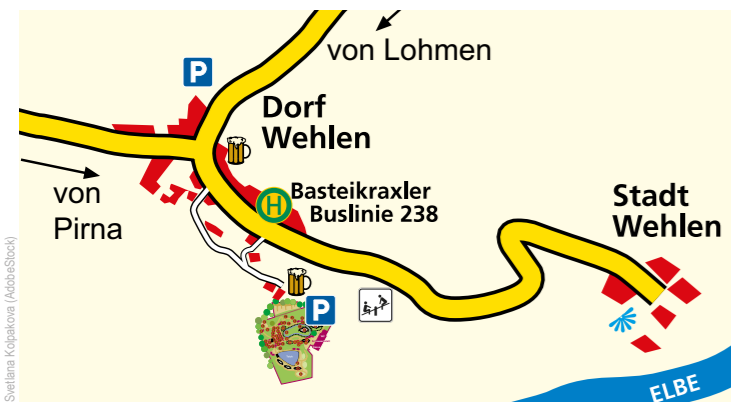 von Lohmen
P
Dorf
Wehlen
von
Pirna
H
Basteikraxler
Buslinie 238
Stadt
Wehlen
P
ELBE
Svetlana Kolpakova (AdobeStock)